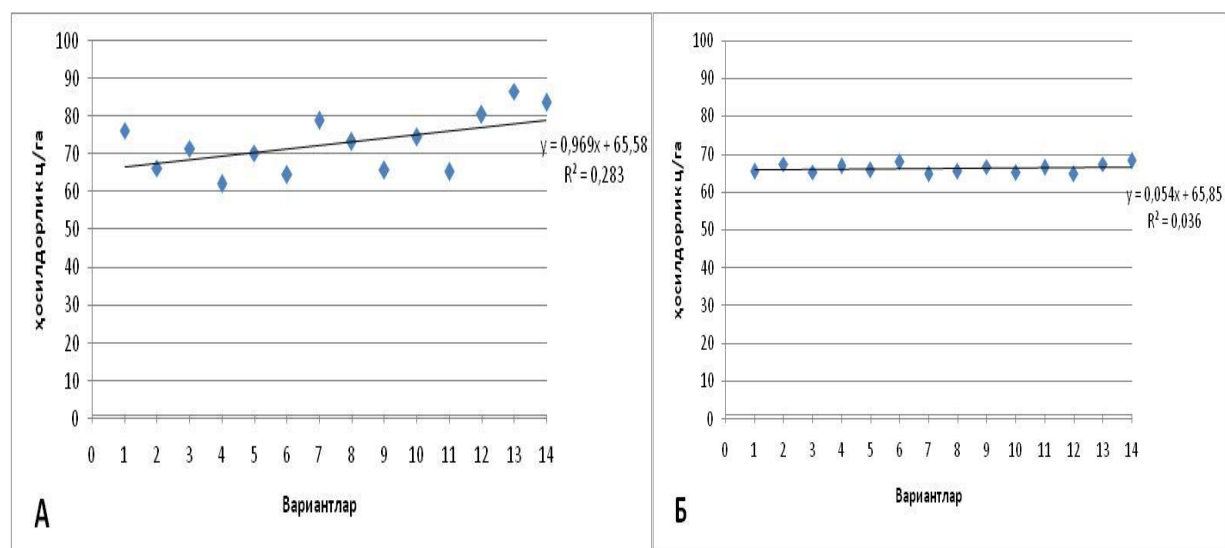 100
90
80
70
60
50
40
30
20
10
0
ҳосилдорлик ц/га
y = 0,969x + 65,58
R² = 0,283
0 1 2 3 4 5 6 7 8 9 10 11 12 13 14
Вариантлар
А
100
90
80
70
60
50
40
30
20
10
0
ҳосилдорлик ц/га
y = 0,054x + 65,85
R² = 0,036
0 1 2 3 4 5 6 7 8 9 10 11 12 13 14
Вариантлар
Б